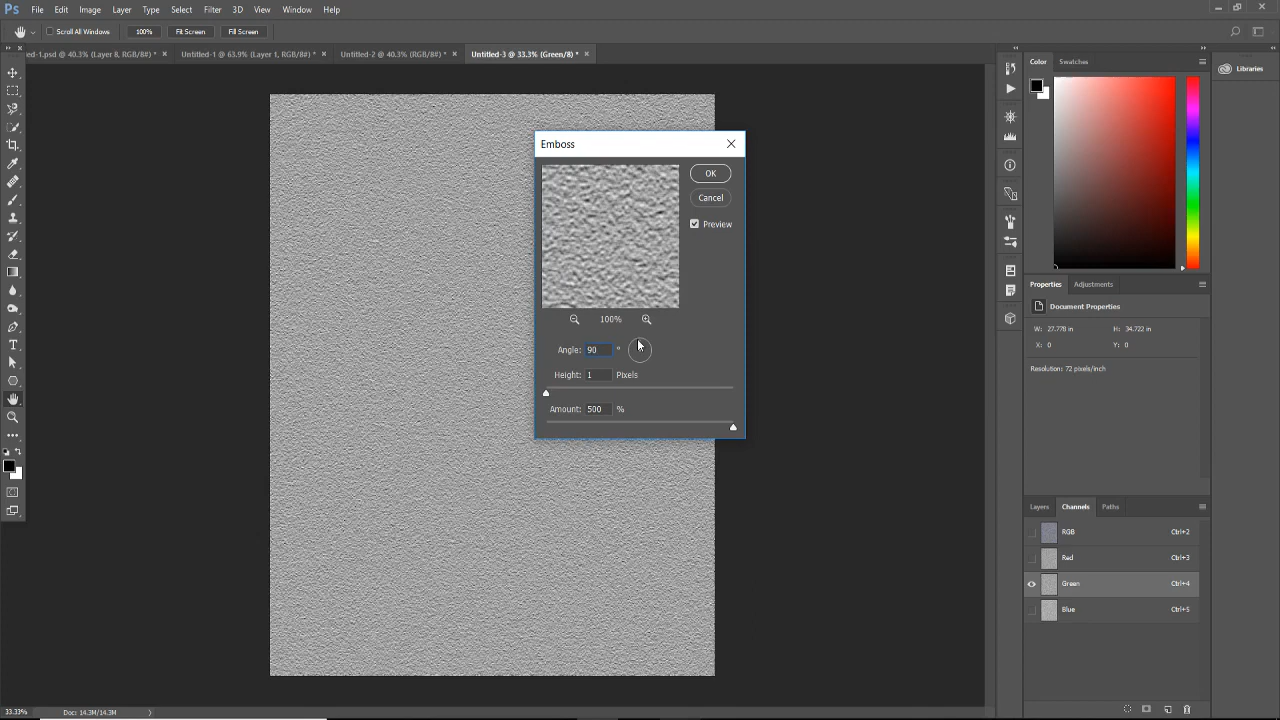 Ps File Edit Image Layer Type Select Filter 3D View Window Help
Scroll All Windows 100% Fit Screen Fill Screen
ed-1.psd @ 40.3% (Layer 8, RGB/8#) * × Untitled-1 @ 63.9% (Layer 1, RGB/8#) * × Untitled-2 @ 40.3% (RGB/8#) * × Untitled-3 @ 33.3% (Green/8) * ×
Color Swatches
Libraries
Emboss
OK
Cancel
Preview
100%
Angle: 90 °
Height: 1 Pixels
Amount: 500 %
Properties Adjustments
Document Properties
W: 27.778 in H: 34.722 in
X: 0 Y: 0
Resolution: 72 pixels/inch
Layers Channels Paths
RGB Ctrl+2
Red Ctrl+3
Green Ctrl+4
Blue Ctrl+5
33.33% Doc: 14.3M/14.3M